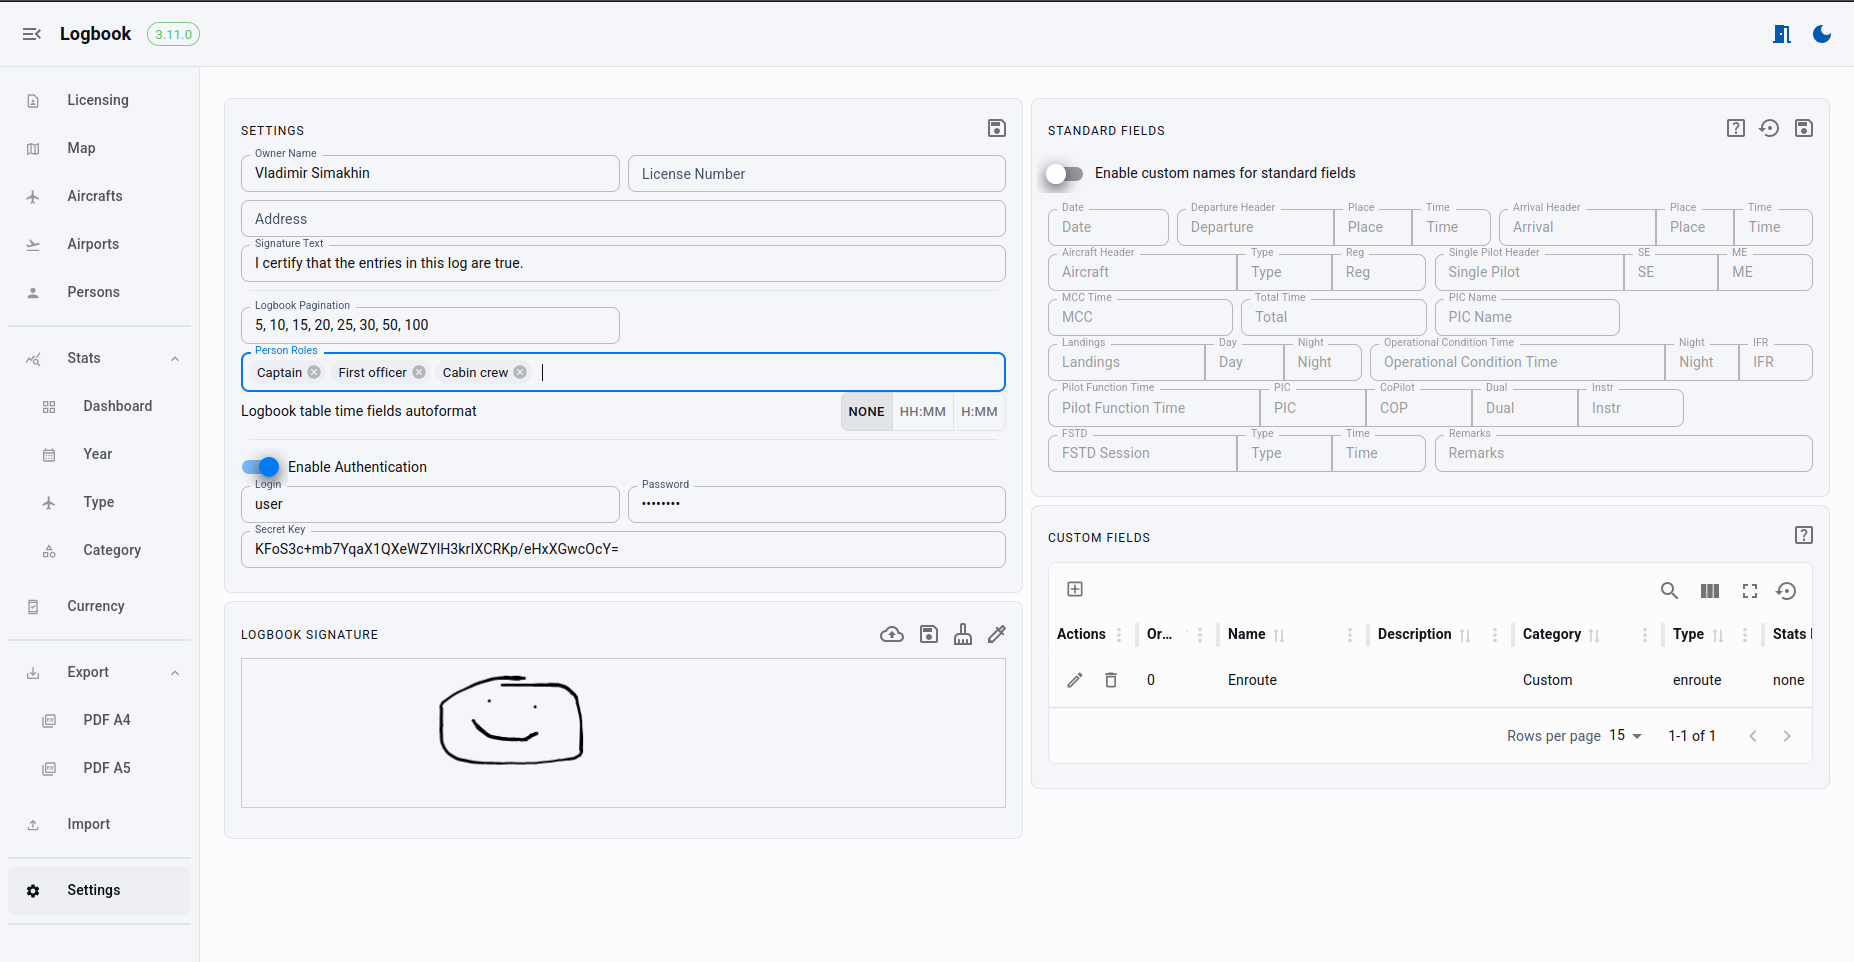 Logbook 3.11.0
Licensing
Map
Aircrafts
Airports
Persons
Stats
Dashboard
Year
Type
Category
Currency
Export
PDF A4
PDF A5
Import
Settings
SETTINGS
Owner Name
Vladimir Simakhin
License Number
Address
Signature Text
I certify that the entries in this log are true.
Logbook Pagination
5, 10, 15, 20, 25, 30, 50, 100
Person Roles
Captain First officer Cabin crew
Logbook table time fields autoformat NONE HH:MM H:MM
Enable Authentication
Login Password
user ••••••••
Secret Key
KFoS3c+mb7YqaX1QXeWZYIH3krIXCRKp/eHxXGwcOcY=
LOGBOOK SIGNATURE
STANDARD FIELDS
Enable custom names for standard fields
Date Departure Header Place Time Arrival Header Place Time
Date Departure Place Time Arrival Place Time
Aircraft Header Type Reg Single Pilot Header SE ME
Aircraft Type Reg Single Pilot SE ME
MCC Time Total Time PIC Name
MCC Total PIC Name
Landings Day Night Operational Condition Time Night IFR
Landings Day Night Operational Condition Time Night IFR
Pilot Function Time PIC CoPilot Dual Instr
Pilot Function Time PIC COP Dual Instr
FSTD Type Time Remarks
FSTD Session Type Time Remarks
CUSTOM FIELDS
Actions Or... Name Description Category Type Stats
0 Enroute Custom enroute none
Rows per page 15 1-1 of 1